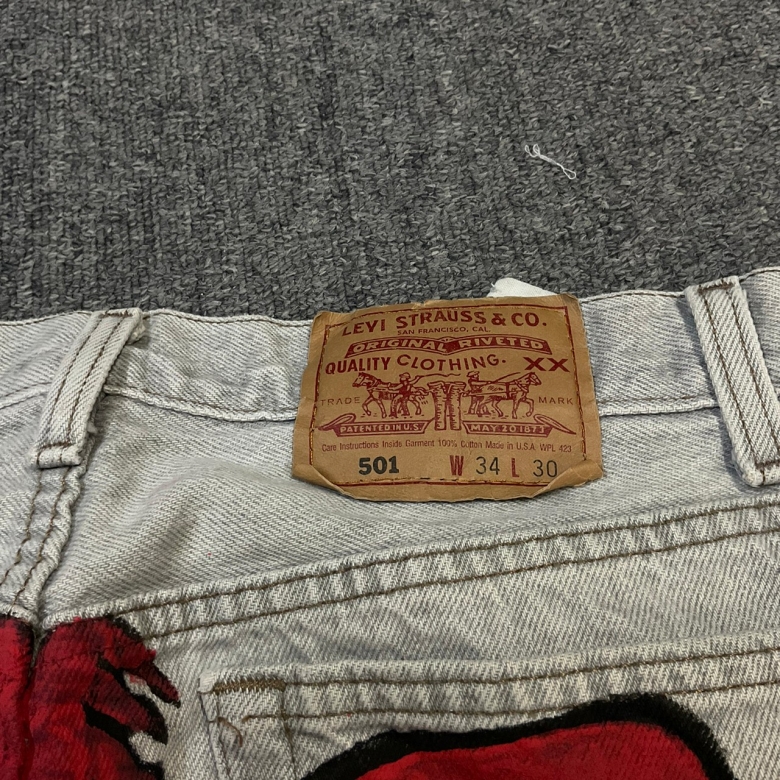 LEVI STRAUSS & CO.
SAN FRANCISCO, CAL.
ORIGINAL RIVETED
QUALITY CLOTHING. XX
TRADE MARK
PATENTED IN U.S. MAY 20 1873
Care Instructions Inside Garment 100% Cotton Made in U.S.A. WPL 423
501 W 34 L 30